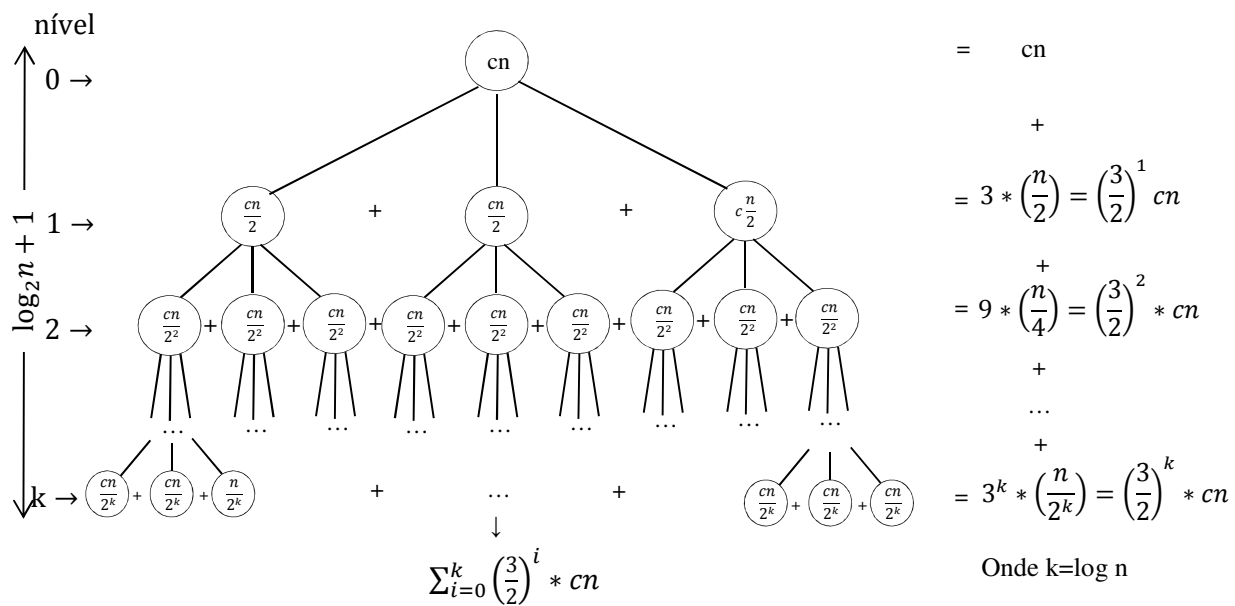 nível
0 → cn = cn
+
log₂n + 1
1 → cn/2 + cn/2 + c n/2 = 3 ∗ (n/2) = (3/2)^1 cn
+
2 → cn/2² + cn/2² + cn/2² + cn/2² + cn/2² + cn/2² + cn/2² + cn/2² + cn/2² = 9 ∗ (n/4) = (3/2)^2 ∗ cn
+
... ... ... ... ... ... ... ... ... ...
+
k → cn/2^k + cn/2^k + n/2^k + ... + cn/2^k + cn/2^k + cn/2^k = 3^k ∗ (n/2^k) = (3/2)^k ∗ cn
↓
∑_{i=0}^{k} (3/2)^i ∗ cn
Onde k=log n